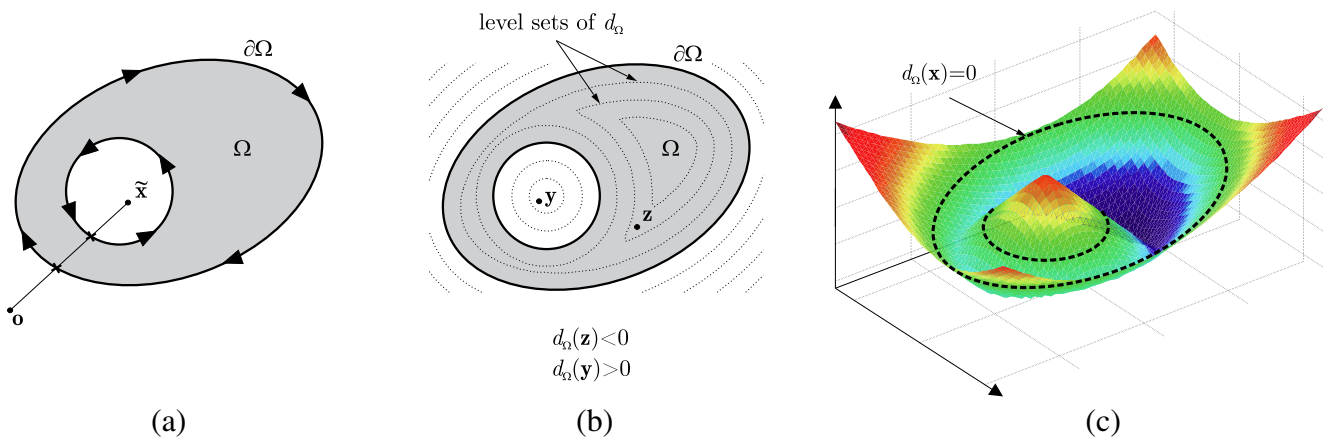 ∂Ω
Ω
x̃
o
(a)
level sets of d_Ω
∂Ω
Ω
y
z
d_Ω(z)<0
d_Ω(y)>0
(b)
d_Ω(x)=0
(c)